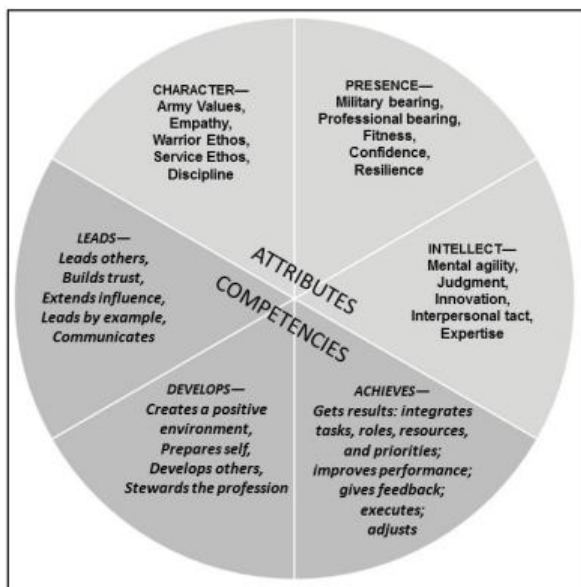 CHARACTER—
Army Values,
Empathy,
Warrior Ethos,
Service Ethos,
Discipline
PRESENCE—
Military bearing,
Professional bearing,
Fitness,
Confidence,
Resilience
LEADS—
Leads others,
Builds trust,
Extends influence,
Leads by example,
Communicates
ATTRIBUTES
COMPETENCIES
INTELLECT—
Mental agility,
Judgment,
Innovation,
Interpersonal tact,
Expertise
DEVELOPS—
Creates a positive
environment,
Prepares self,
Develops others,
Stewards the profession
ACHIEVES—
Gets results: integrates
tasks, roles, resources,
and priorities;
improves performance;
gives feedback;
executes;
adjusts